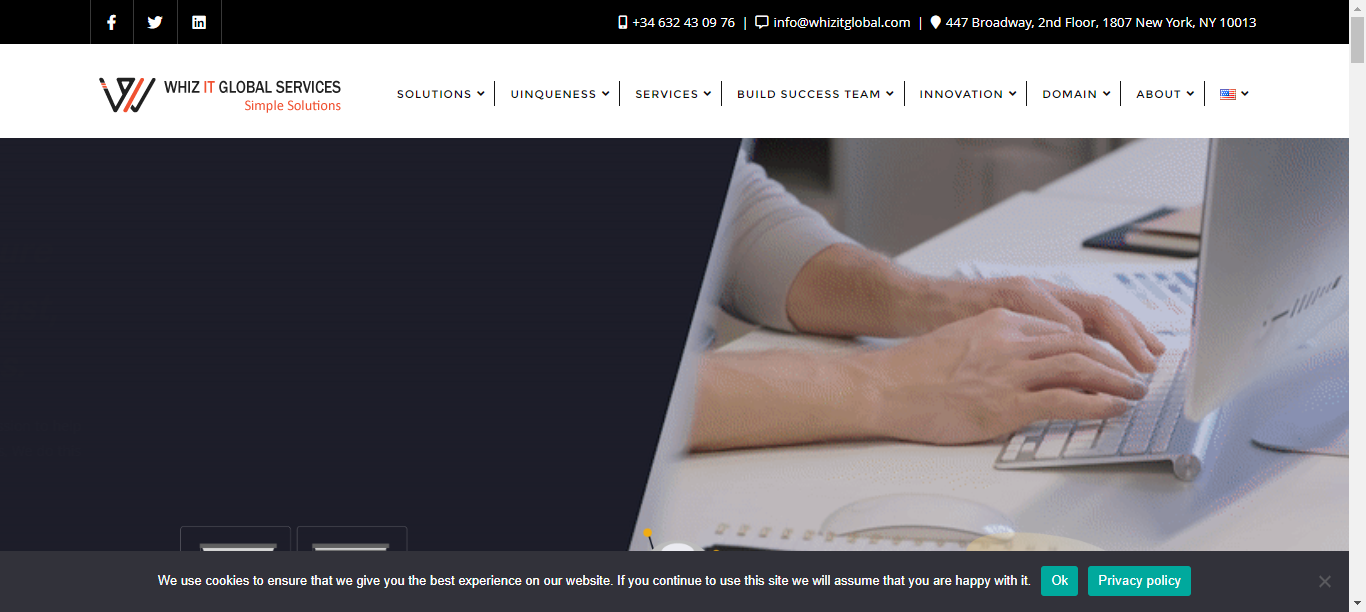 +34 632 43 09 76 | info@whizitglobal.com | 447 Broadway, 2nd Floor, 1807 New York, NY 10013
WHIZ IT GLOBAL SERVICES
Simple Solutions
SOLUTIONS
UINQUENESS
SERVICES
BUILD SUCCESS TEAM
INNOVATION
DOMAIN
ABOUT
We use cookies to ensure that we give you the best experience on our website. If you continue to use this site we will assume that you are happy with it.
Ok
Privacy policy